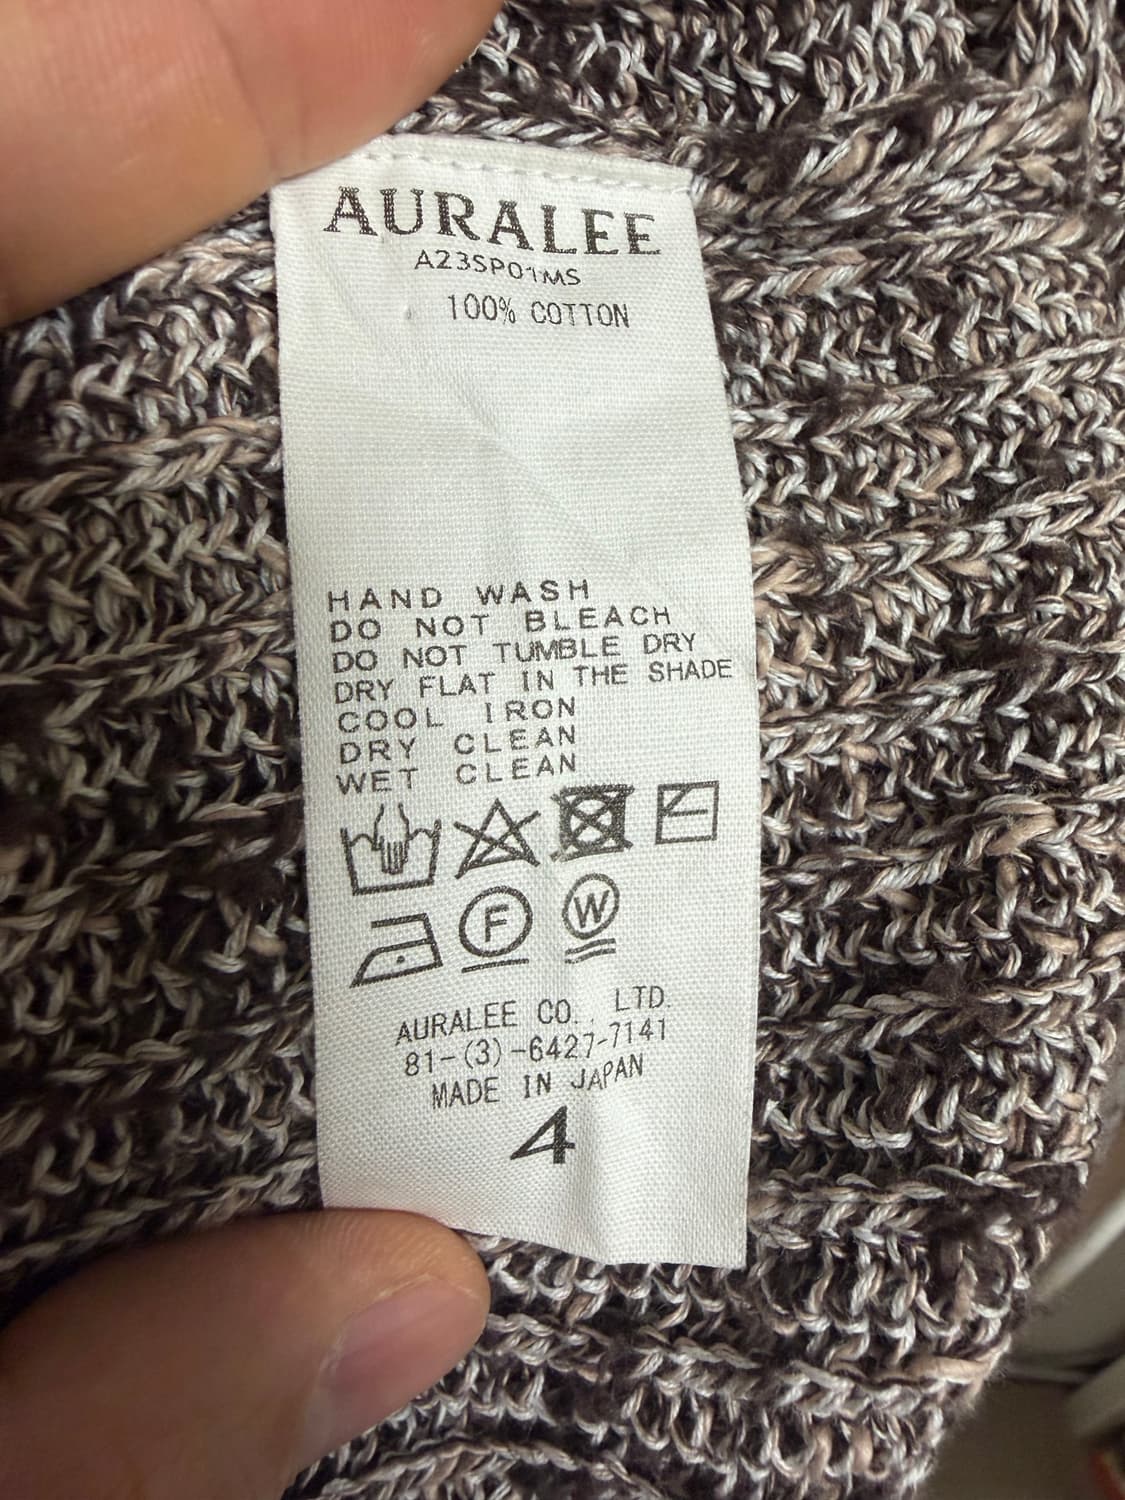 AURALEE
A23SP01MS
100% COTTON
HAND WASH
DO NOT BLEACH
DO NOT TUMBLE DRY
DRY FLAT IN THE SHADE
COOL IRON
DRY CLEAN
WET CLEAN
F W
AURALEE CO., LTD.
81-(3)-6427-7141
MADE IN JAPAN
4